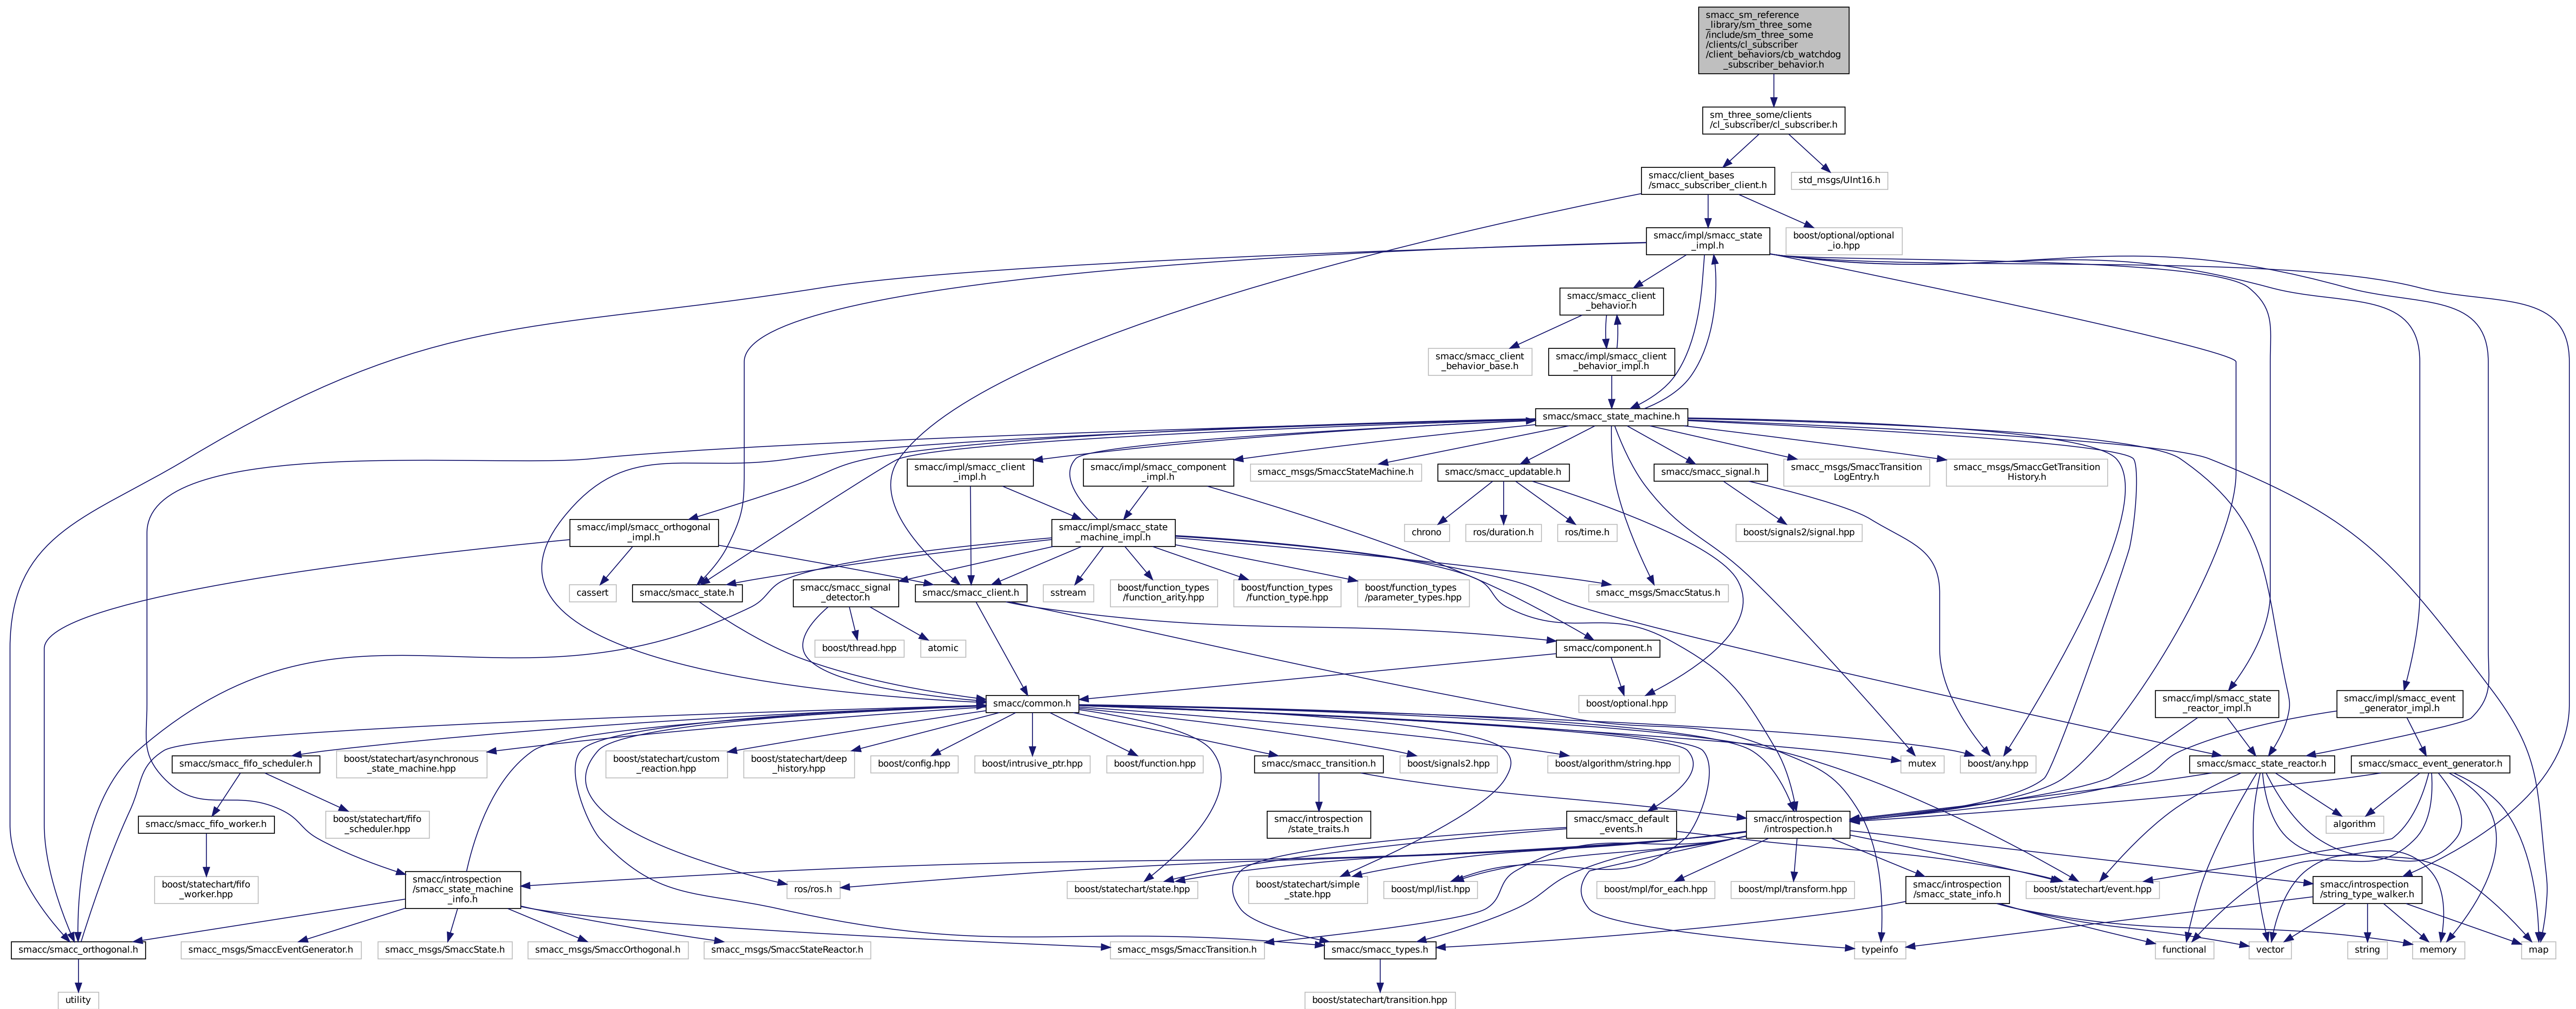 smacc_sm_reference
_library/sm_three_some
/include/sm_three_some
/clients/cl_subscriber
/client_behaviors/cb_watchdog
_subscriber_behavior.h
sm_three_some/clients
/cl_subscriber/cl_subscriber.h
smacc/client_bases
/smacc_subscriber_client.h
std_msgs/UInt16.h
smacc/impl/smacc_state
_impl.h
boost/optional/optional
_io.hpp
smacc/smacc_client
_behavior.h
smacc/smacc_client
_behavior_base.h
smacc/impl/smacc_client
_behavior_impl.h
smacc/smacc_state_machine.h
smacc/impl/smacc_client
_impl.h
smacc/impl/smacc_component
_impl.h
smacc_msgs/SmaccStateMachine.h
smacc/smacc_updatable.h
smacc/smacc_signal.h
smacc_msgs/SmaccTransition
LogEntry.h
smacc_msgs/SmaccGetTransition
History.h
smacc/impl/smacc_orthogonal
_impl.h
smacc/impl/smacc_state
_machine_impl.h
chrono
ros/duration.h
ros/time.h
boost/signals2/signal.hpp
cassert
smacc/smacc_state.h
smacc/smacc_signal
_detector.h
smacc/smacc_client.h
sstream
boost/function_types
/function_arity.hpp
boost/function_types
/function_type.hpp
boost/function_types
/parameter_types.hpp
smacc_msgs/SmaccStatus.h
boost/thread.hpp
atomic
smacc/component.h
smacc/common.h
boost/optional.hpp
smacc/impl/smacc_state
_reactor_impl.h
smacc/impl/smacc_event
_generator_impl.h
smacc/smacc_fifo_scheduler.h
boost/statechart/asynchronous
_state_machine.hpp
boost/statechart/custom
_reaction.hpp
boost/statechart/deep
_history.hpp
boost/config.hpp
boost/intrusive_ptr.hpp
boost/function.hpp
smacc/smacc_transition.h
boost/signals2.hpp
boost/algorithm/string.hpp
mutex
boost/any.hpp
smacc/smacc_state_reactor.h
smacc/smacc_event_generator.h
smacc/smacc_fifo_worker.h
boost/statechart/fifo
_scheduler.hpp
smacc/introspection
/state_traits.h
smacc/smacc_default
_events.h
smacc/introspection
/introspection.h
algorithm
boost/statechart/fifo
_worker.hpp
smacc/introspection
/smacc_state_machine
_info.h
ros/ros.h
boost/statechart/state.hpp
boost/statechart/simple
_state.hpp
boost/mpl/list.hpp
boost/mpl/for_each.hpp
boost/mpl/transform.hpp
smacc/introspection
/smacc_state_info.h
boost/statechart/event.hpp
smacc/introspection
/string_type_walker.h
smacc/smacc_orthogonal.h
smacc_msgs/SmaccEventGenerator.h
smacc_msgs/SmaccState.h
smacc_msgs/SmaccOrthogonal.h
smacc_msgs/SmaccStateReactor.h
smacc_msgs/SmaccTransition.h
smacc/smacc_types.h
typeinfo
functional
vector
string
memory
map
utility
boost/statechart/transition.hpp